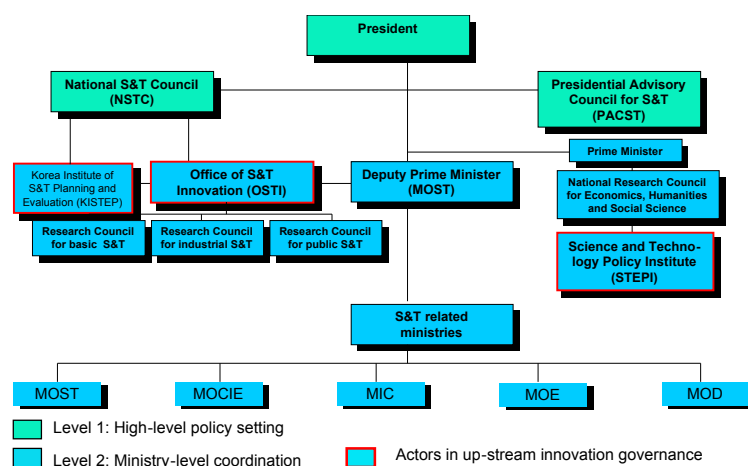 President
National S&T Council
(NSTC)
Presidential Advisory
Council for S&T
(PACST)
Prime Minister
Korea Institute of
S&T Planning and
Evaluation (KISTEP)
Office of S&T
Innovation (OSTI)
Deputy Prime Minister
(MOST)
National Research Council
for Economics, Humanities
and Social Science
Research Council
for basic S&T
Research Council
for industrial S&T
Research Council
for public S&T
Science and Techno-
logy Policy Institute
(STEPI)
S&T related
ministries
MOST
MOCIE
MIC
MOE
MOD
Level 1: High-level policy setting
Level 2: Ministry-level coordination
Actors in up-stream innovation governance